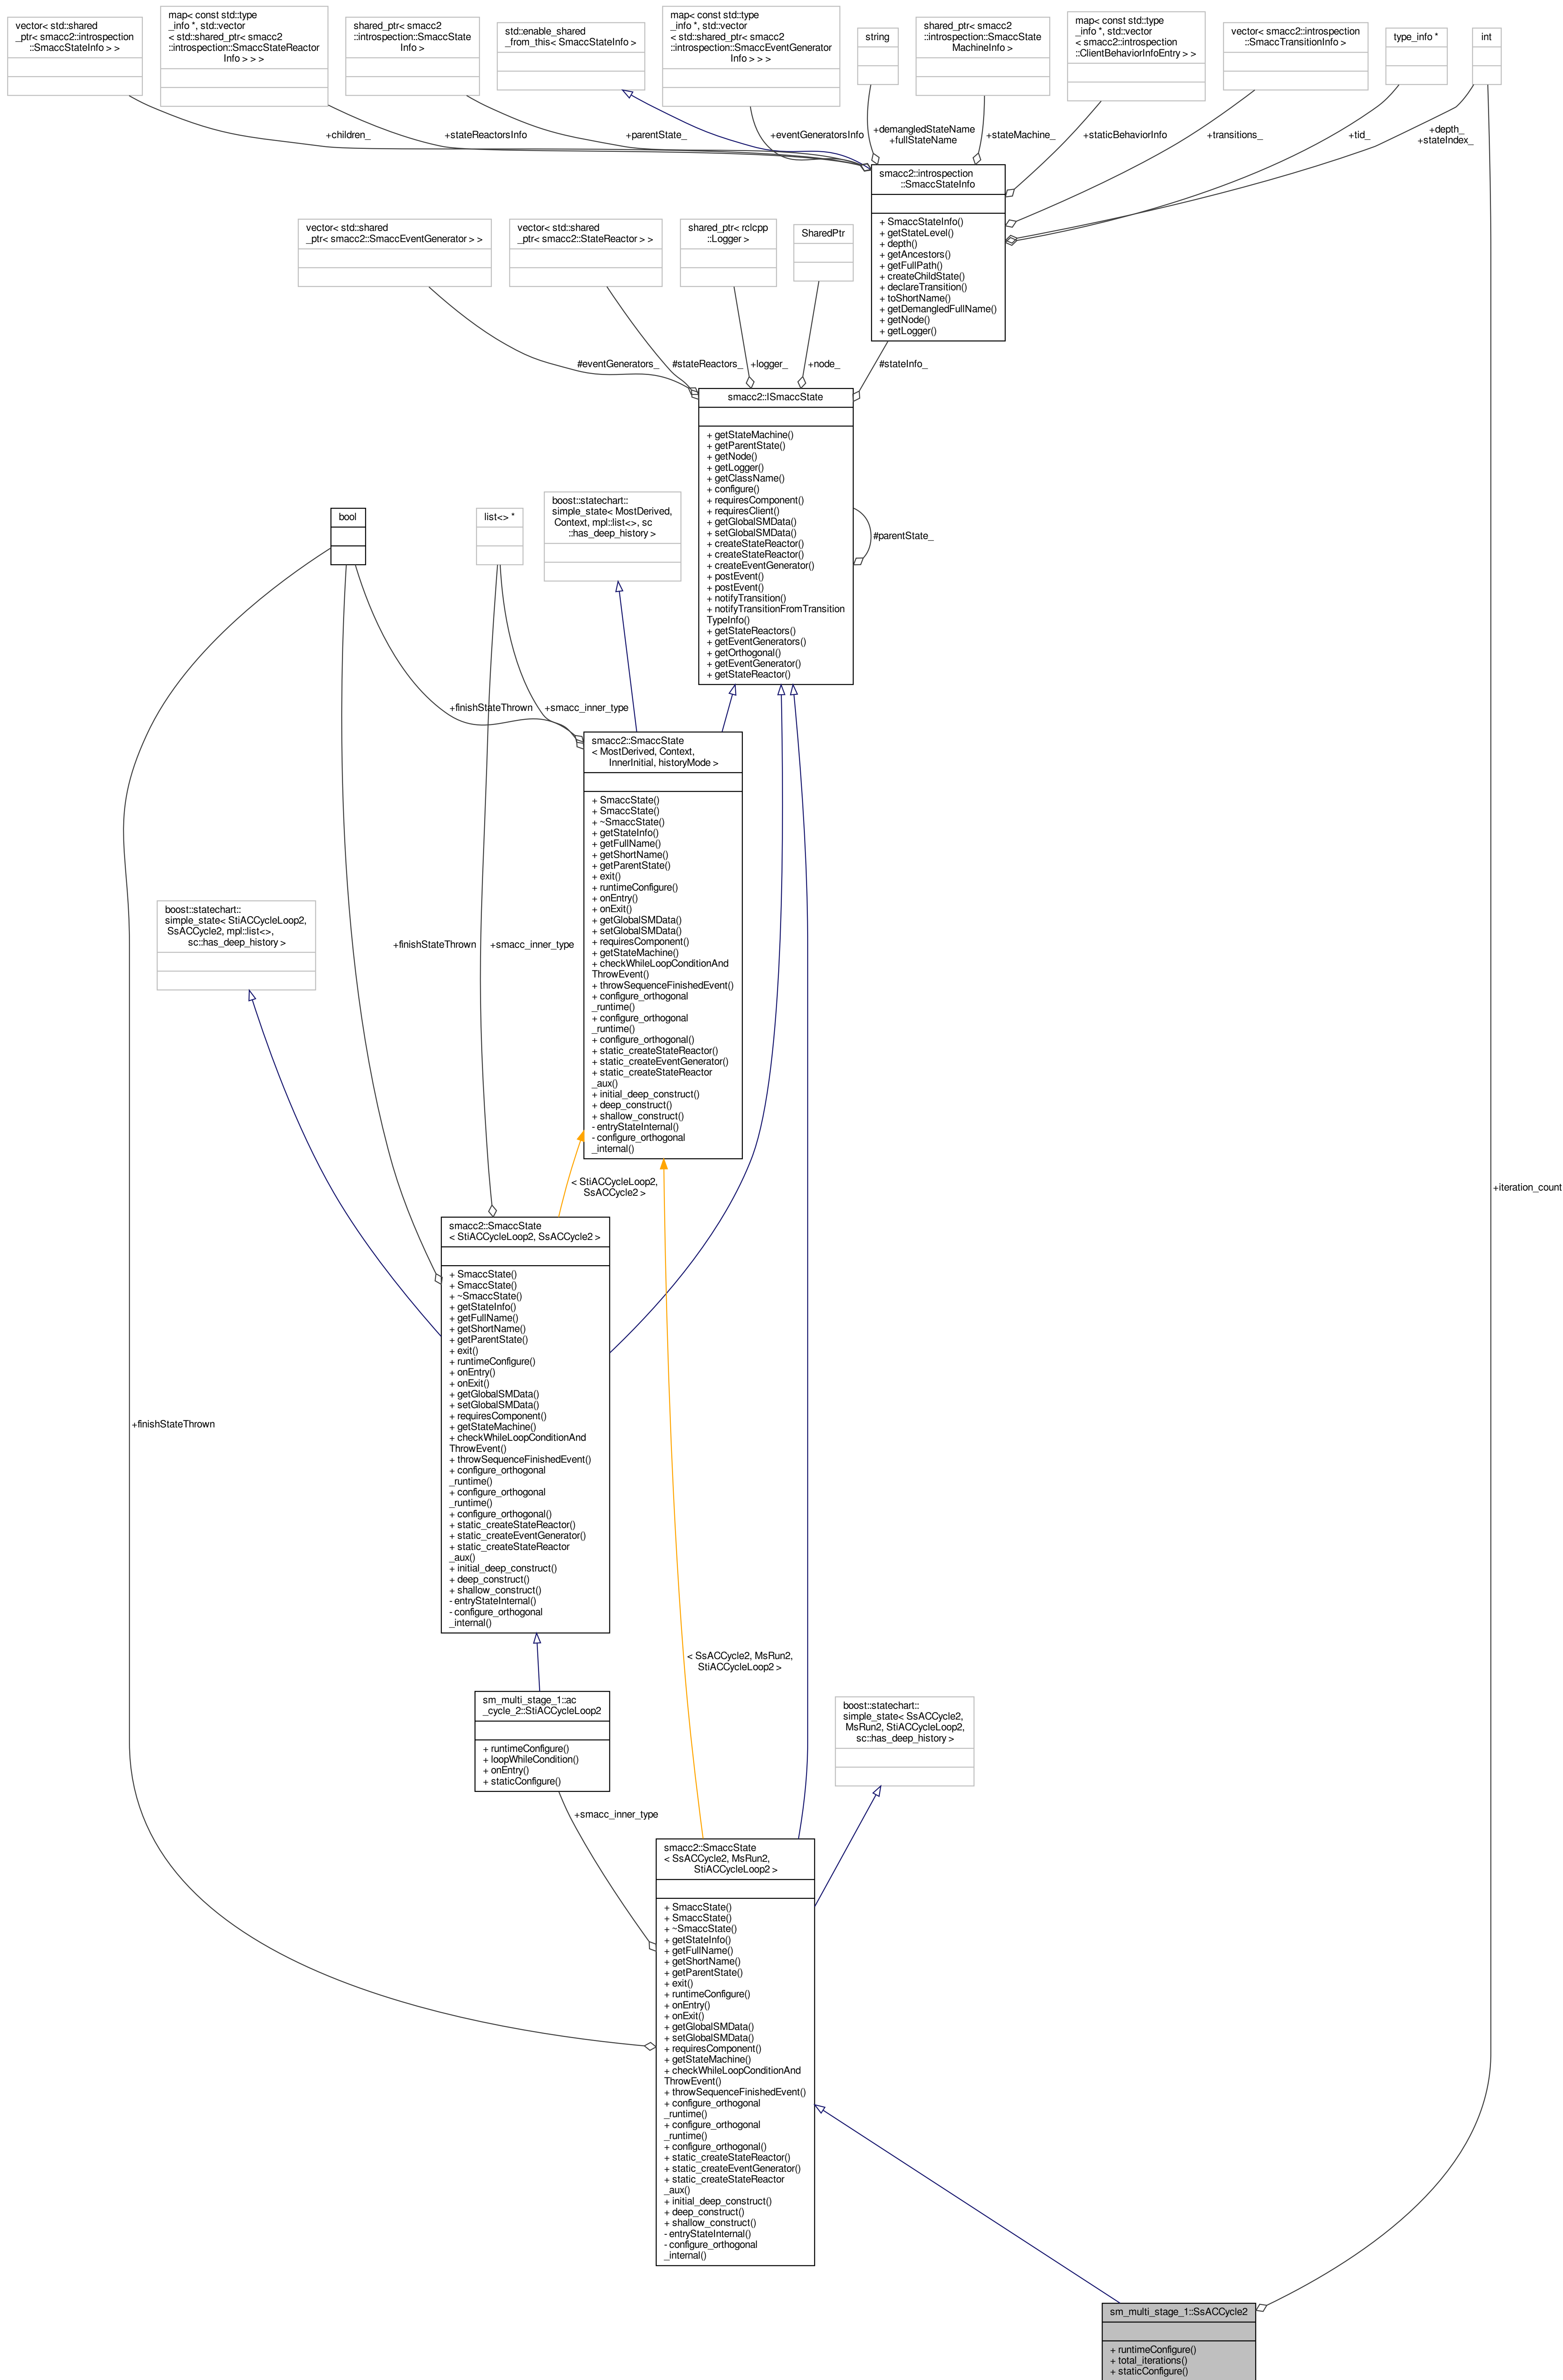 vector< std::shared
_ptr< smacc2::introspection
::SmaccStateInfo > >
map< const std::type
_info *, std::vector
< std::shared_ptr< smacc2
::introspection::SmaccStateReactor
Info > > >
shared_ptr< smacc2
::introspection::SmaccState
Info >
std::enable_shared
_from_this< SmaccStateInfo >
map< const std::type
_info *, std::vector
< std::shared_ptr< smacc2
::introspection::SmaccEventGenerator
Info > > >
string
shared_ptr< smacc2
::introspection::SmaccState
MachineInfo >
map< const std::type
_info *, std::vector
< smacc2::introspection
::ClientBehaviorInfoEntry > >
vector< smacc2::introspection
::SmaccTransitionInfo >
type_info *
int
+children_
+stateReactorsInfo
+parentState_
+eventGeneratorsInfo
+demangledStateName
+fullStateName
+stateMachine_
+staticBehaviorInfo
+transitions_
+tid_
+depth_
+stateIndex_
smacc2::introspection
::SmaccStateInfo
+ SmaccStateInfo()
+ getStateLevel()
+ depth()
+ getAncestors()
+ getFullPath()
+ createChildState()
+ declareTransition()
+ toShortName()
+ getDemangledFullName()
+ getNode()
+ getLogger()
vector< std::shared
_ptr< smacc2::SmaccEventGenerator > >
vector< std::shared
_ptr< smacc2::StateReactor > >
shared_ptr< rclcpp
::Logger >
SharedPtr
#eventGenerators_
#stateReactors_
+logger_
+node_
#stateInfo_
smacc2::ISmaccState
+ getStateMachine()
+ getParentState()
+ getNode()
+ getLogger()
+ getClassName()
+ configure()
+ requiresComponent()
+ requiresClient()
+ getGlobalSMData()
+ setGlobalSMData()
+ createStateReactor()
+ createStateReactor()
+ createEventGenerator()
+ postEvent()
+ postEvent()
+ notifyTransition()
+ notifyTransitionFromTransition
TypeInfo()
+ getStateReactors()
+ getEventGenerators()
+ getOrthogonal()
+ getEventGenerator()
+ getStateReactor()
#parentState_
bool
list<> *
boost::statechart::
simple_state< MostDerived,
Context, mpl::list<>, sc
::has_deep_history >
+finishStateThrown
+smacc_inner_type
smacc2::SmaccState
< MostDerived, Context,
InnerInitial, historyMode >
+ SmaccState()
+ SmaccState()
+ ~SmaccState()
+ getStateInfo()
+ getFullName()
+ getShortName()
+ getParentState()
+ exit()
+ runtimeConfigure()
+ onEntry()
+ onExit()
+ getGlobalSMData()
+ setGlobalSMData()
+ requiresComponent()
+ getStateMachine()
+ checkWhileLoopConditionAnd
ThrowEvent()
+ throwSequenceFinishedEvent()
+ configure_orthogonal
_runtime()
+ configure_orthogonal
_runtime()
+ configure_orthogonal()
+ static_createStateReactor()
+ static_createEventGenerator()
+ static_createStateReactor
_aux()
+ initial_deep_construct()
+ deep_construct()
+ shallow_construct()
- entryStateInternal()
- configure_orthogonal
_internal()
boost::statechart::
simple_state< StiACCycleLoop2,
SsACCycle2, mpl::list<>,
sc::has_deep_history >
+finishStateThrown
+smacc_inner_type
< StiACCycleLoop2,
SsACCycle2 >
+iteration_count
smacc2::SmaccState
< StiACCycleLoop2, SsACCycle2 >
+ SmaccState()
+ SmaccState()
+ ~SmaccState()
+ getStateInfo()
+ getFullName()
+ getShortName()
+ getParentState()
+ exit()
+ runtimeConfigure()
+ onEntry()
+ onExit()
+ getGlobalSMData()
+ setGlobalSMData()
+ requiresComponent()
+ getStateMachine()
+ checkWhileLoopConditionAnd
ThrowEvent()
+ throwSequenceFinishedEvent()
+ configure_orthogonal
_runtime()
+ configure_orthogonal
_runtime()
+ configure_orthogonal()
+ static_createStateReactor()
+ static_createEventGenerator()
+ static_createStateReactor
_aux()
+ initial_deep_construct()
+ deep_construct()
+ shallow_construct()
- entryStateInternal()
- configure_orthogonal
_internal()
+finishStateThrown
< SsACCycle2, MsRun2,
StiACCycleLoop2 >
sm_multi_stage_1::ac
_cycle_2::StiACCycleLoop2
+ runtimeConfigure()
+ loopWhileCondition()
+ onEntry()
+ staticConfigure()
boost::statechart::
simple_state< SsACCycle2,
MsRun2, StiACCycleLoop2,
sc::has_deep_history >
+smacc_inner_type
smacc2::SmaccState
< SsACCycle2, MsRun2,
StiACCycleLoop2 >
+ SmaccState()
+ SmaccState()
+ ~SmaccState()
+ getStateInfo()
+ getFullName()
+ getShortName()
+ getParentState()
+ exit()
+ runtimeConfigure()
+ onEntry()
+ onExit()
+ getGlobalSMData()
+ setGlobalSMData()
+ requiresComponent()
+ getStateMachine()
+ checkWhileLoopConditionAnd
ThrowEvent()
+ throwSequenceFinishedEvent()
+ configure_orthogonal
_runtime()
+ configure_orthogonal
_runtime()
+ configure_orthogonal()
+ static_createStateReactor()
+ static_createEventGenerator()
+ static_createStateReactor
_aux()
+ initial_deep_construct()
+ deep_construct()
+ shallow_construct()
- entryStateInternal()
- configure_orthogonal
_internal()
sm_multi_stage_1::SsACCycle2
+ runtimeConfigure()
+ total_iterations()
+ staticConfigure()